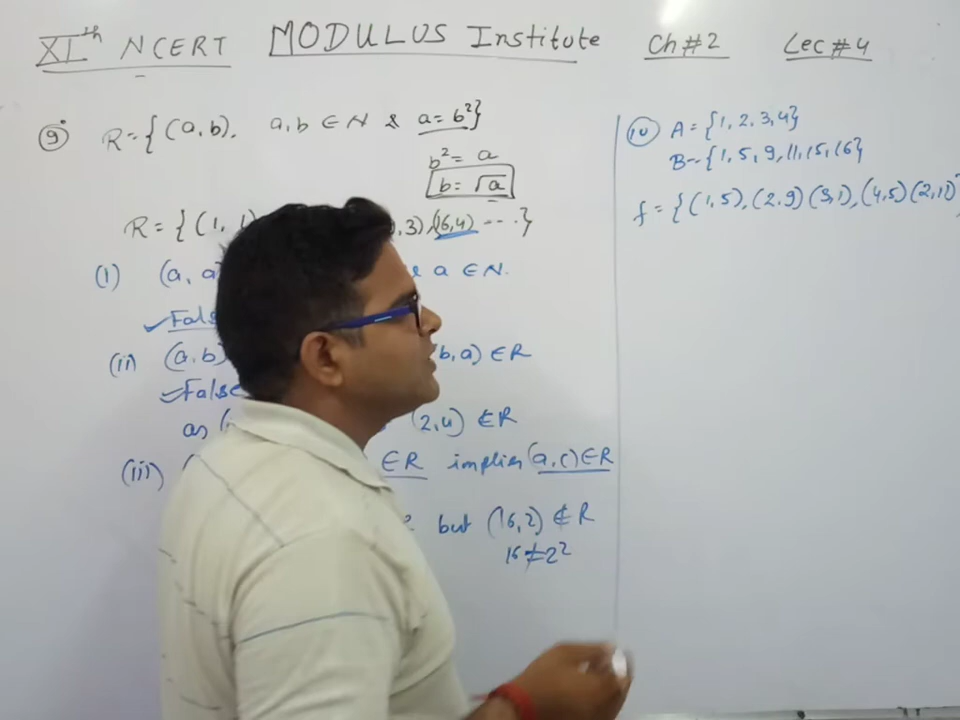 XIth NCERT MODULUS Institute Ch #2 Lec #4
9. R = {(a,b). a,b ∈ N & a = b²}
b² = a
b = √a
R = {(1, 1) ,3) (16,4) ---·}
(i) (a, a a ∈ N.
False
(ii) (a,b) b,a) ∈ R
False
as (2,4) ∉ R
(iii) ∈ R implies (a,c) ∈ R
but (16,2) ∉ R
16 ≠ 2²
10 A = {1, 2, 3, 4}
B = {1, 5, 9, 11, 15, 16}
f = {(1,5), (2,9) (3,1), (4,5) (2,11)}